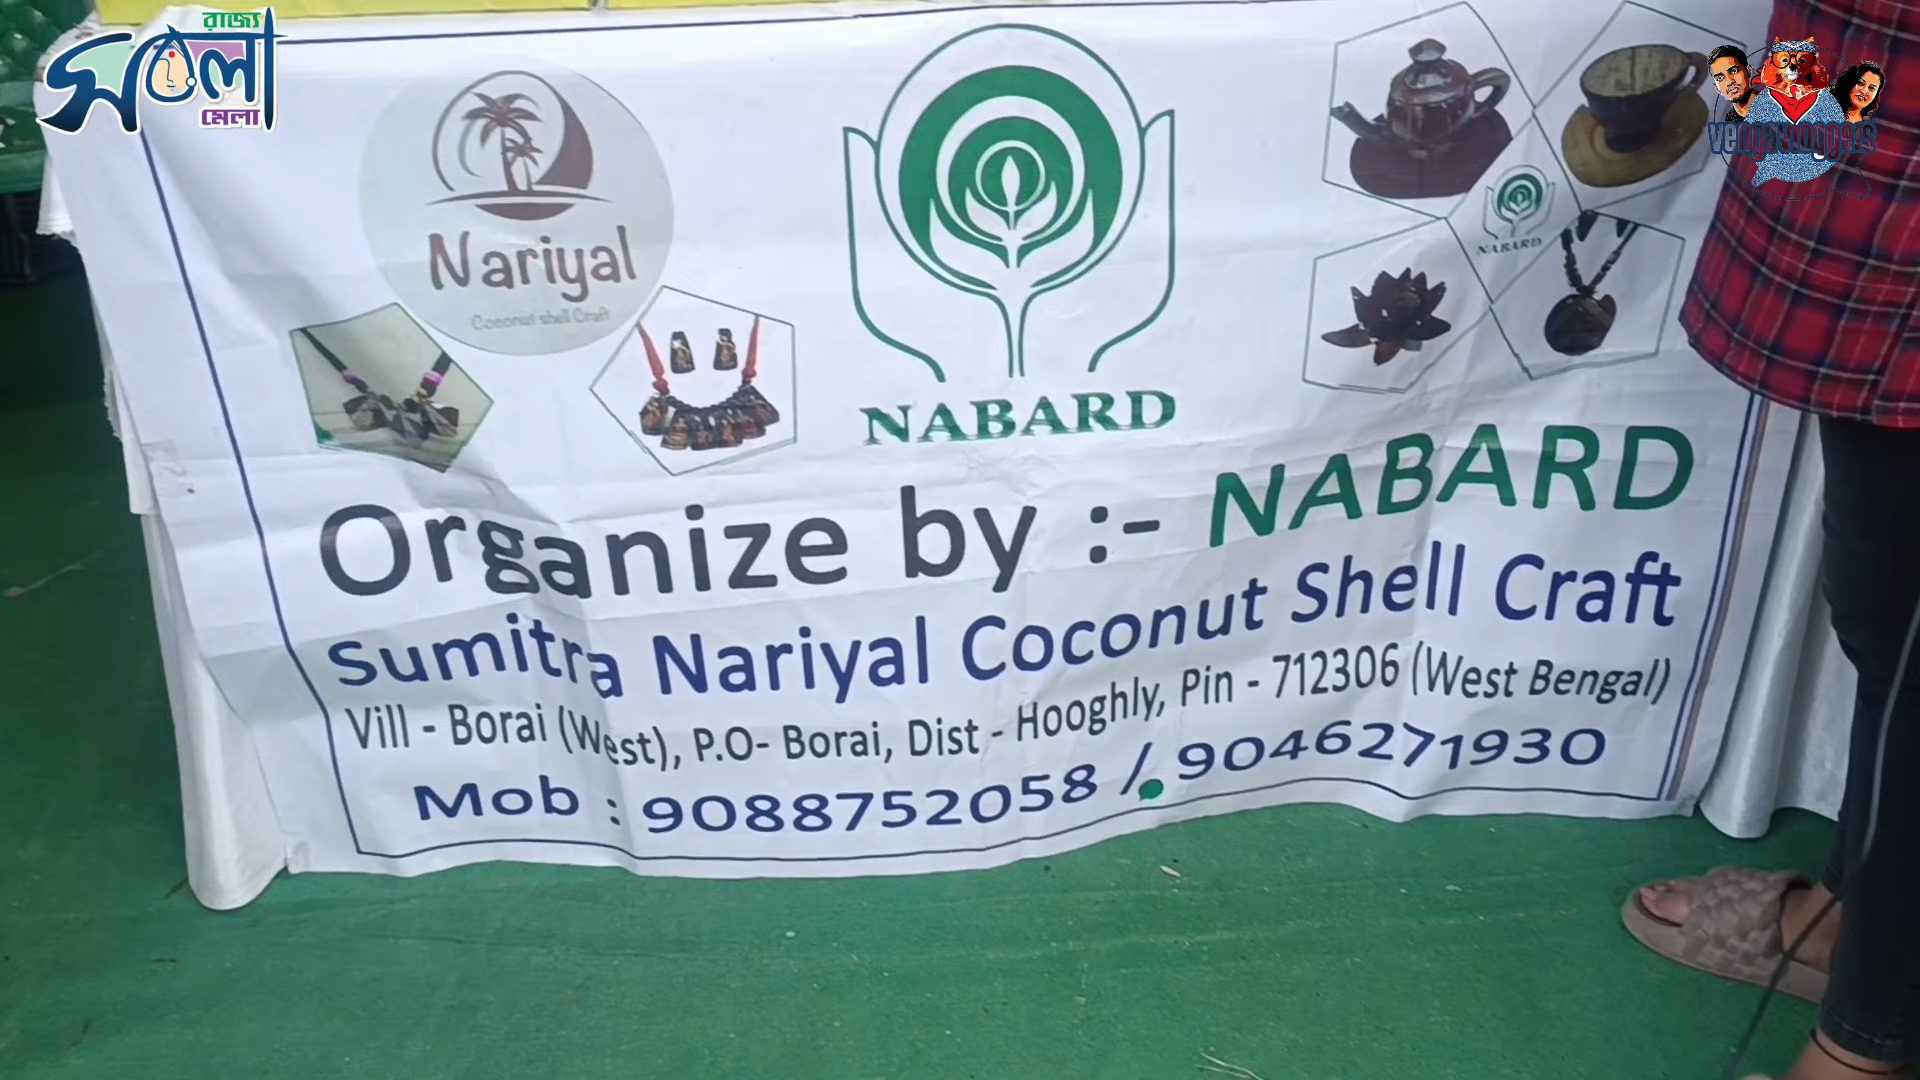 রাজ্য
সরলা
মেলা
vengavloggers
Nariyal
Coconut shell Craft
NABARD
NABARD
Organize by :- NABARD
Sumitra Nariyal Coconut Shell Craft
Vill - Borai (West), P.O- Borai, Dist - Hooghly, Pin - 712306 (West Bengal)
Mob : 9088752058 / 9046271930